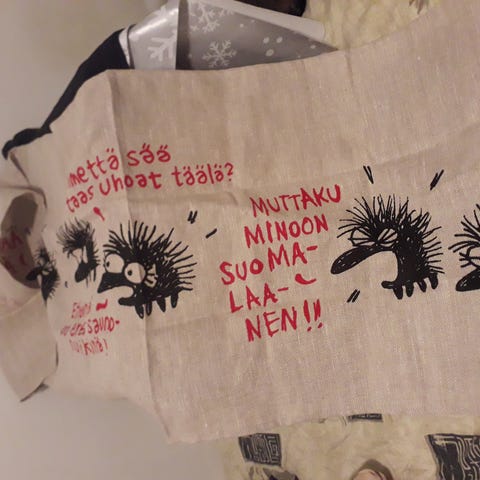 mettä sää
taas uhoat täälä?
MUTTAKU
MINOON
SUOMA-
LAA-
NEN!!